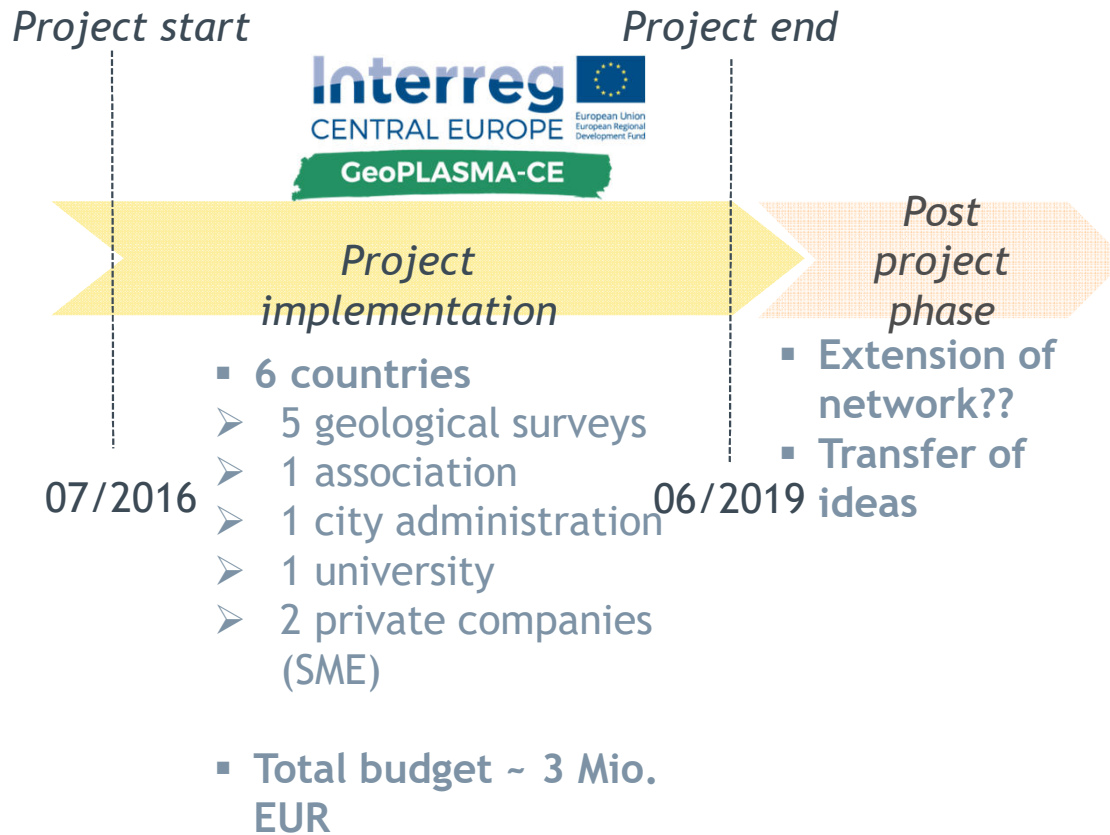 Project start
Project end
Interreg
CENTRAL EUROPE
European Union
European Regional
Development Fund
GeoPLASMA-CE
Project
implementation
Post
project
phase
07/2016
▪ 6 countries
➢ 5 geological surveys
➢ 1 association
➢ 1 city administration
➢ 1 university
➢ 2 private companies
(SME)
▪ Total budget ~ 3 Mio.
EUR
06/2019
▪ Extension of
network??
▪ Transfer of
ideas